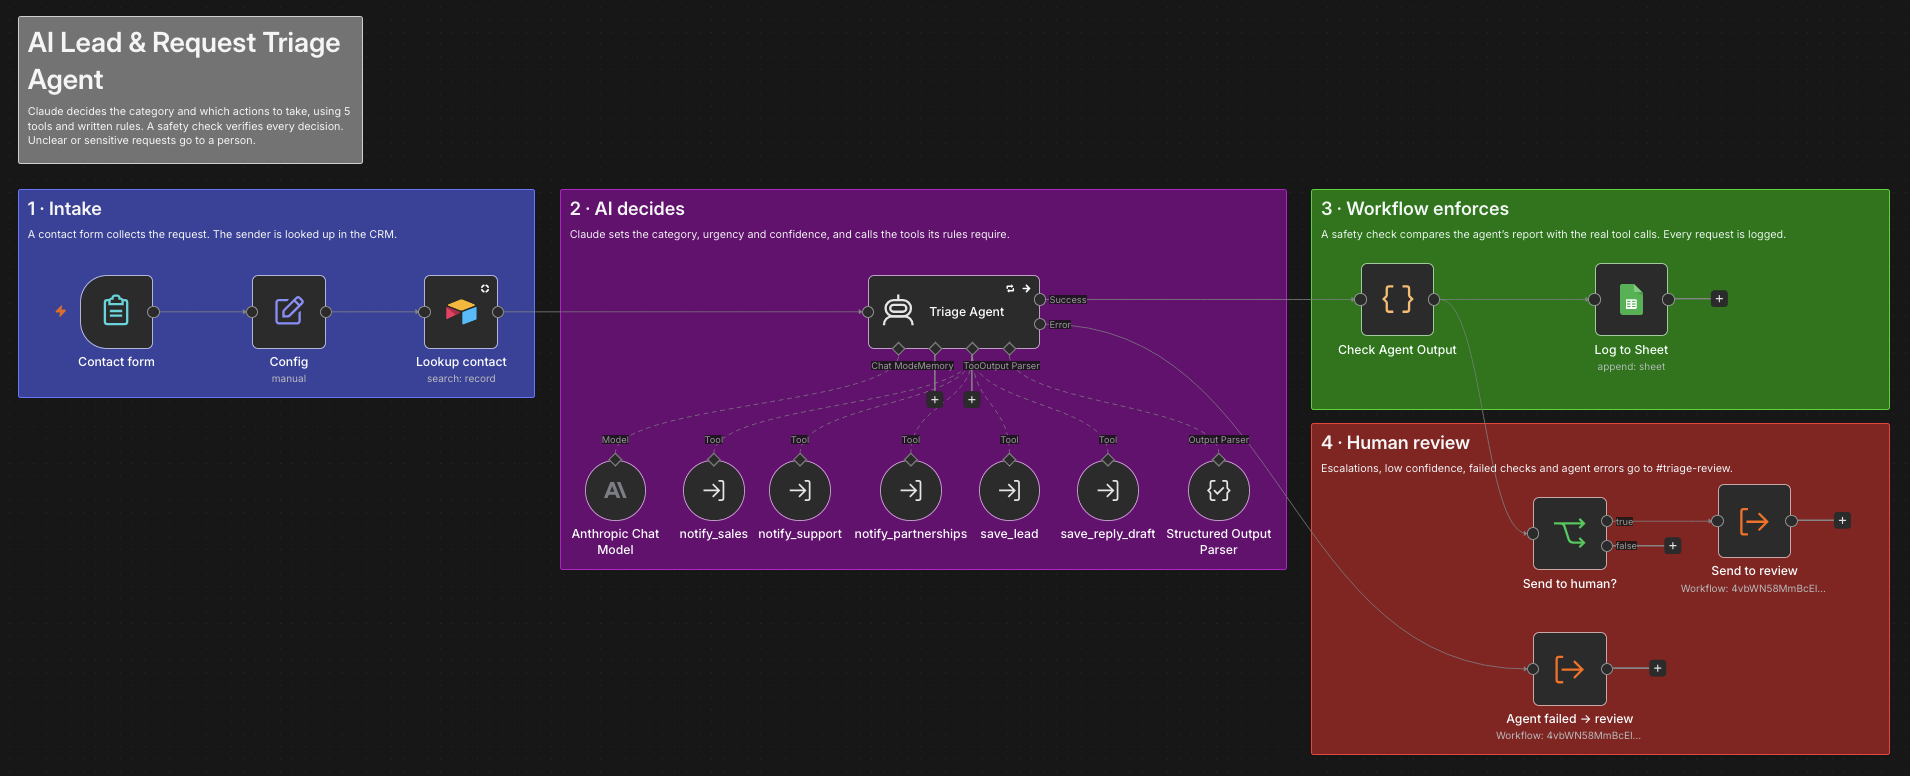 AI Lead & Request Triage
Agent
Claude decides the category and which actions to take, using 5
tools and written rules. A safety check verifies every decision.
Unclear or sensitive requests go to a person.
1 · Intake
A contact form collects the request. The sender is looked up in the CRM.
Contact form
Config
manual
Lookup contact
search: record
2 · AI decides
Claude sets the category, urgency and confidence, and calls the tools its rules require.
Triage Agent
Success
Error
Chat Mode
Memory
Too
Output Parser
Model
Tool
Tool
Tool
Tool
Tool
Output Parser
Anthropic Chat
Model
notify_sales
notify_support
notify_partnerships
save_lead
save_reply_draft
Structured Output
Parser
3 · Workflow enforces
A safety check compares the agent's report with the real tool calls. Every request is logged.
Check Agent Output
Log to Sheet
append: sheet
4 · Human review
Escalations, low confidence, failed checks and agent errors go to #triage-review.
true
false
Send to human?
Send to review
Workflow: 4vbWN58MmBcEI...
Agent failed → review
Workflow: 4vbWN58MmBcEI...